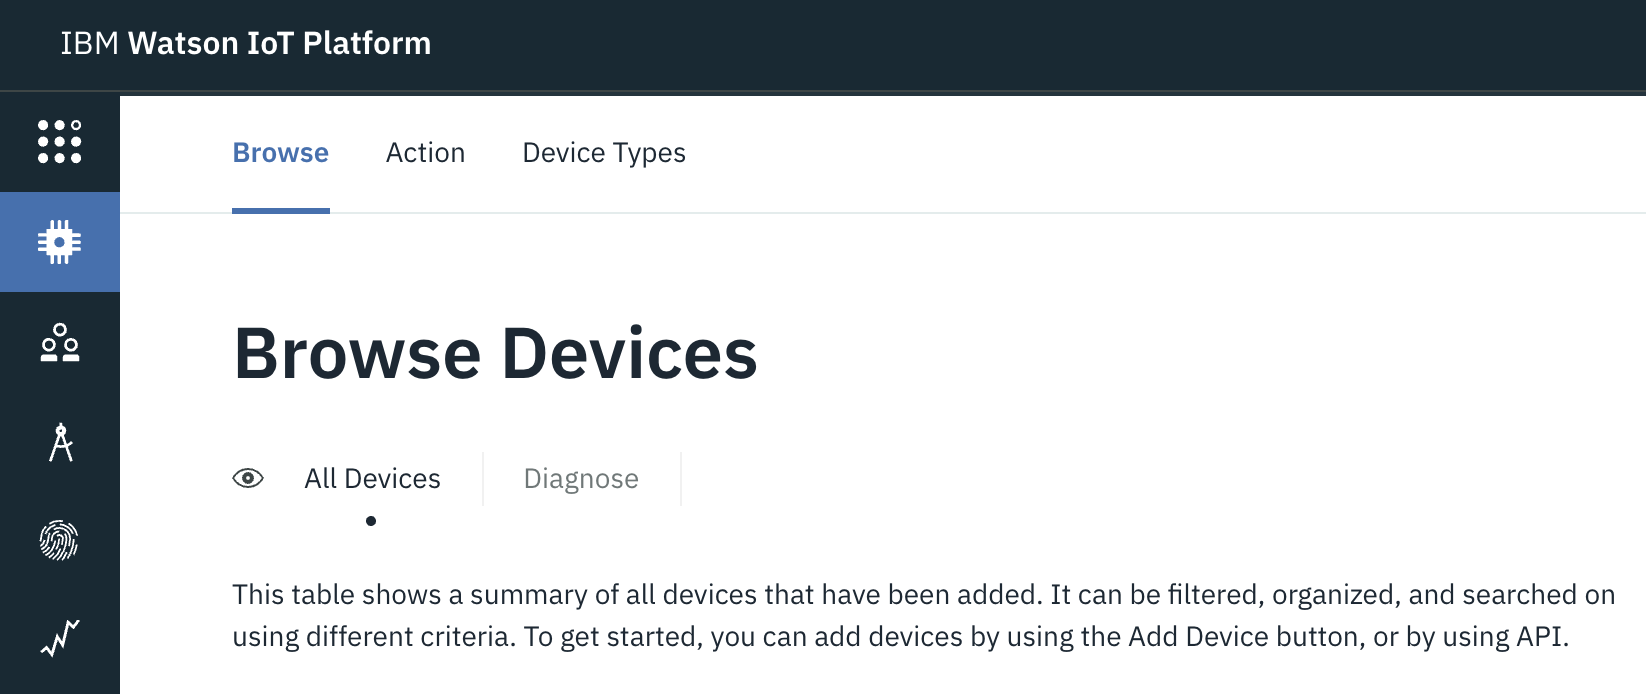 IBM Watson IoT Platform
Browse Action Device Types
Browse Devices
All Devices Diagnose
This table shows a summary of all devices that have been added. It can be filtered, organized, and searched on
using different criteria. To get started, you can add devices by using the Add Device button, or by using API.